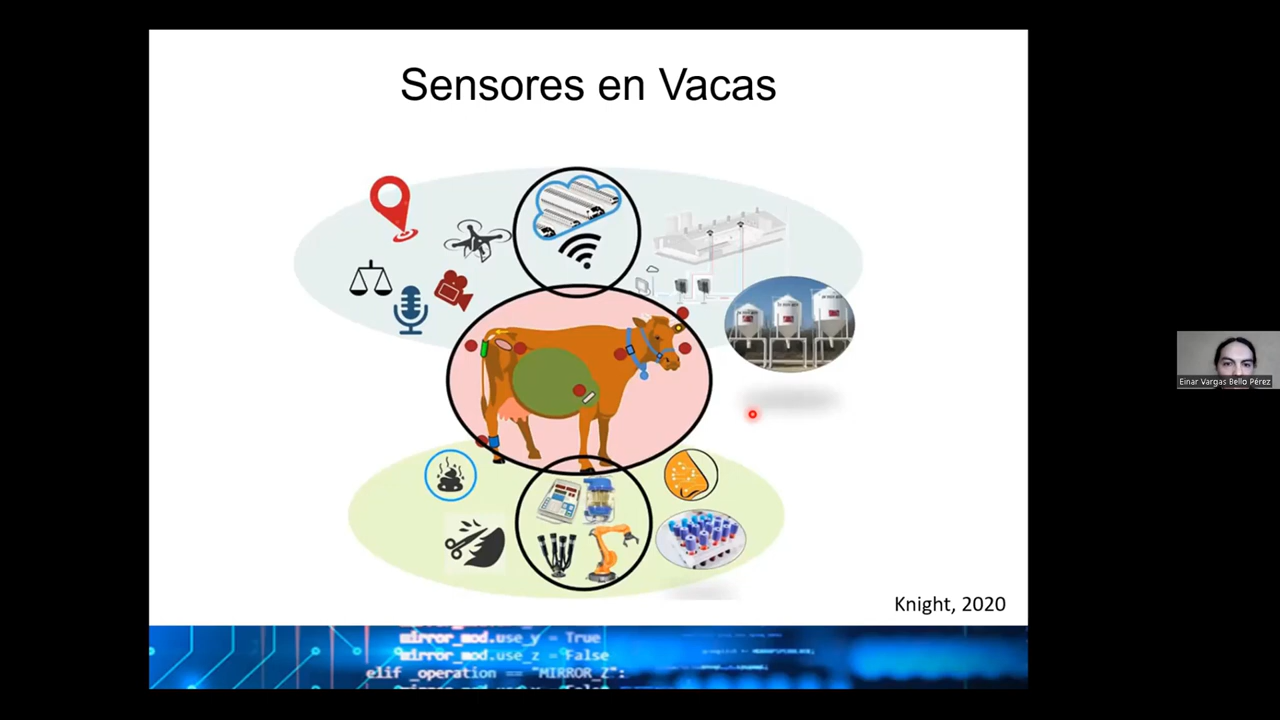 Sensores en Vacas
Einar Vargas Bello Pérez
Knight, 2020
mirror_mod.use_y = True
mirror_mod.use_z = False
elif _operation == "MIRROR_Z":